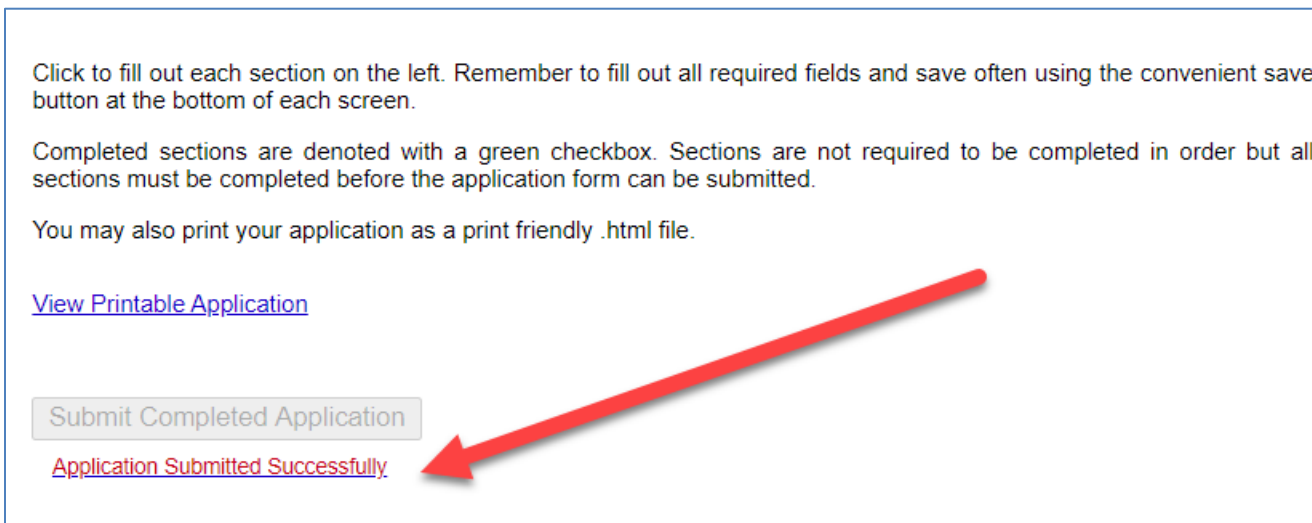 Click to fill out each section on the left. Remember to fill out all required fields and save often using the convenient save
button at the bottom of each screen.
Completed sections are denoted with a green checkbox. Sections are not required to be completed in order but all
sections must be completed before the application form can be submitted.
You may also print your application as a print friendly .html file.
View Printable Application
Submit Completed Application
Application Submitted Successfully